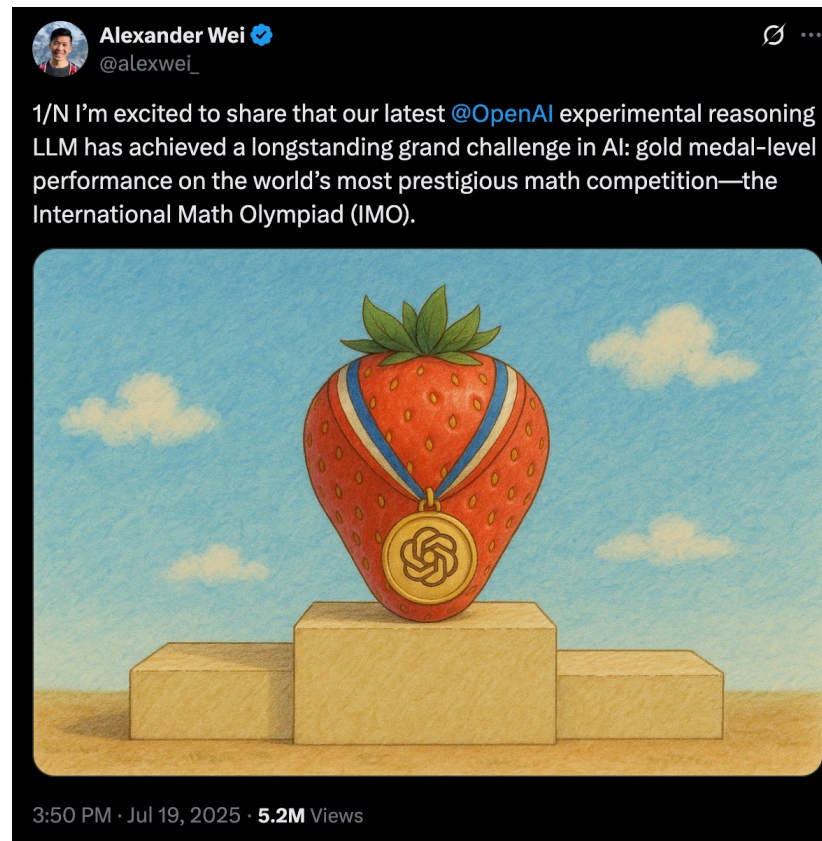 Alexander Wei
@alexwei_
1/N I’m excited to share that our latest @OpenAI experimental reasoning
LLM has achieved a longstanding grand challenge in AI: gold medal-level
performance on the world’s most prestigious math competition—the
International Math Olympiad (IMO).
3:50 PM · Jul 19, 2025 · 5.2M Views